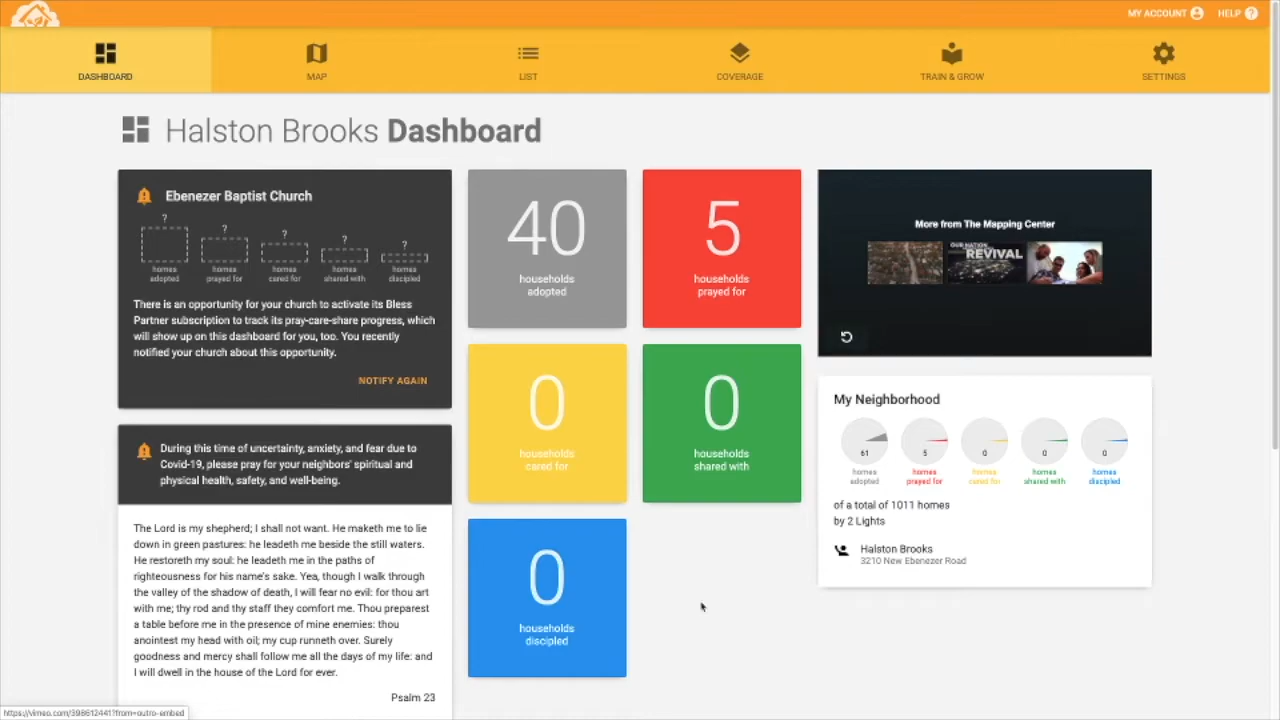 MY ACCOUNT
HELP ?
DASHBOARD
MAP
LIST
COVERAGE
TRAIN & GROW
SETTINGS
Halston Brooks Dashboard
Ebenezer Baptist Church
? ? ? ? ?
homes adopted
homes prayed for
homes cared for
homes shared with
homes discipled
There is an opportunity for your church to activate its Bless
Partner subscription to track its pray-care-share progress, which
will show up on this dashboard for you, too. You recently
notified your church about this opportunity.
NOTIFY AGAIN
During this time of uncertainty, anxiety, and fear due to
Covid-19, please pray for your neighbors' spiritual and
physical health, safety, and well-being.
The Lord is my shepherd; I shall not want. He maketh me to lie
down in green pastures: he leadeth me beside the still waters.
He restoreth my soul: he leadeth me in the paths of
righteousness for his name's sake. Yea, though I walk through
the valley of the shadow of death, I will fear no evil: for thou art
with me; thy rod and thy staff they comfort me. Thou preparest
a table before me in the presence of mine enemies: thou
anointest my head with oil; my cup runneth over. Surely
goodness and mercy shall follow me all the days of my life: and
I will dwell in the house of the Lord for ever.
Psalm 23
40
households
adopted
5
households
prayed for
0
households
cared for
0
households
shared with
0
households
discipled
More from The Mapping Center
OUR NATION
REVIVAL
My Neighborhood
61
homes
adopted
5
homes
prayed for
0
homes
cared for
0
homes
shared with
0
homes
discipled
of a total of 1011 homes
by 2 Lights
Halston Brooks
3210 New Ebenezer Road
https://vimeo.com/398612441?from=outro-embed